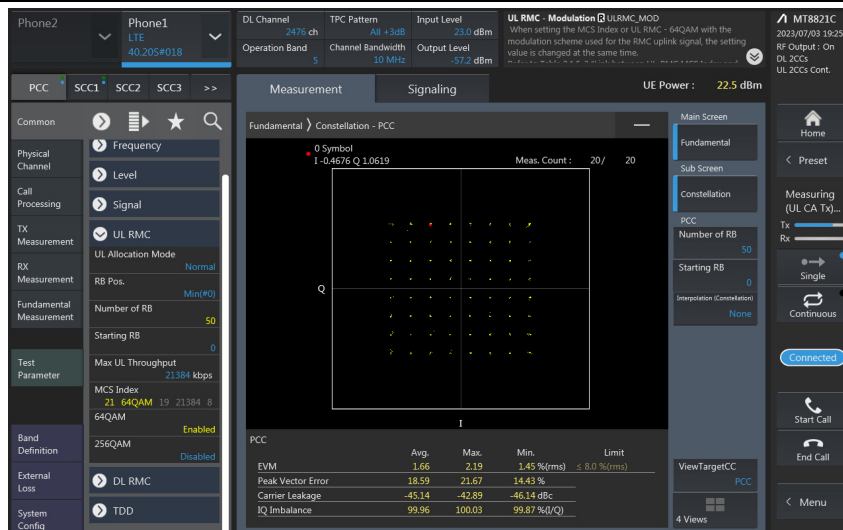 Phone2
Phone1
LTE
40.20S#018
DL Channel
2476 ch
TPC Pattern
All +3dB
Input Level
23.0 dBm
Operation Band
5
Channel Bandwidth
10 MHz
Output Level
-57.2 dBm
UL RMC - Modulation ULRMC_MOD
When setting the MCS Index or UL RMC - 64QAM with the
modulation scheme used for the RMC uplink signal, the setting
value is changed at the same time.
MT8821C
2023/07/03 19:25
RF Output : On
DL 2CCs
UL 2CCs Cont.
PCC
SCC1
SCC2
SCC3
>>
Measurement
Signaling
UE Power : 22.5 dBm
Common
Physical
Channel
Call
Processing
TX
Measurement
RX
Measurement
Fundamental
Measurement
Test
Parameter
Band
Definition
External
Loss
System
Config
Frequency
Level
Signal
UL RMC
UL Allocation Mode
Normal
RB Pos.
Min(#0)
Number of RB
50
Starting RB
0
Max UL Throughput
21384 kbps
MCS Index
21 64QAM 19 21384 8
64QAM
Enabled
256QAM
Disabled
DL RMC
TDD
Fundamental 》 Constellation - PCC
0 Symbol
I -0.4676 Q 1.0619
Meas. Count : 20/ 20
Q
I
PCC
Avg. Max. Min. Limit
EVM 1.66 2.19 1.45 %(rms) ≤ 8.0 %(rms)
Peak Vector Error 18.59 21.67 14.43 %
Carrier Leakage -45.14 -42.89 -46.14 dBc
IQ Imbalance 99.96 100.03 99.87 %(I/Q)
Main Screen
Fundamental
Sub Screen
Constellation
PCC
Number of RB
50
Starting RB
0
Interpolation (Constellation)
None
ViewTargetCC
PCC
4 Views
Home
< Preset
Measuring
(UL CA Tx)...
Tx
Rx
Single
Continuous
Connected
Start Call
End Call
< Menu